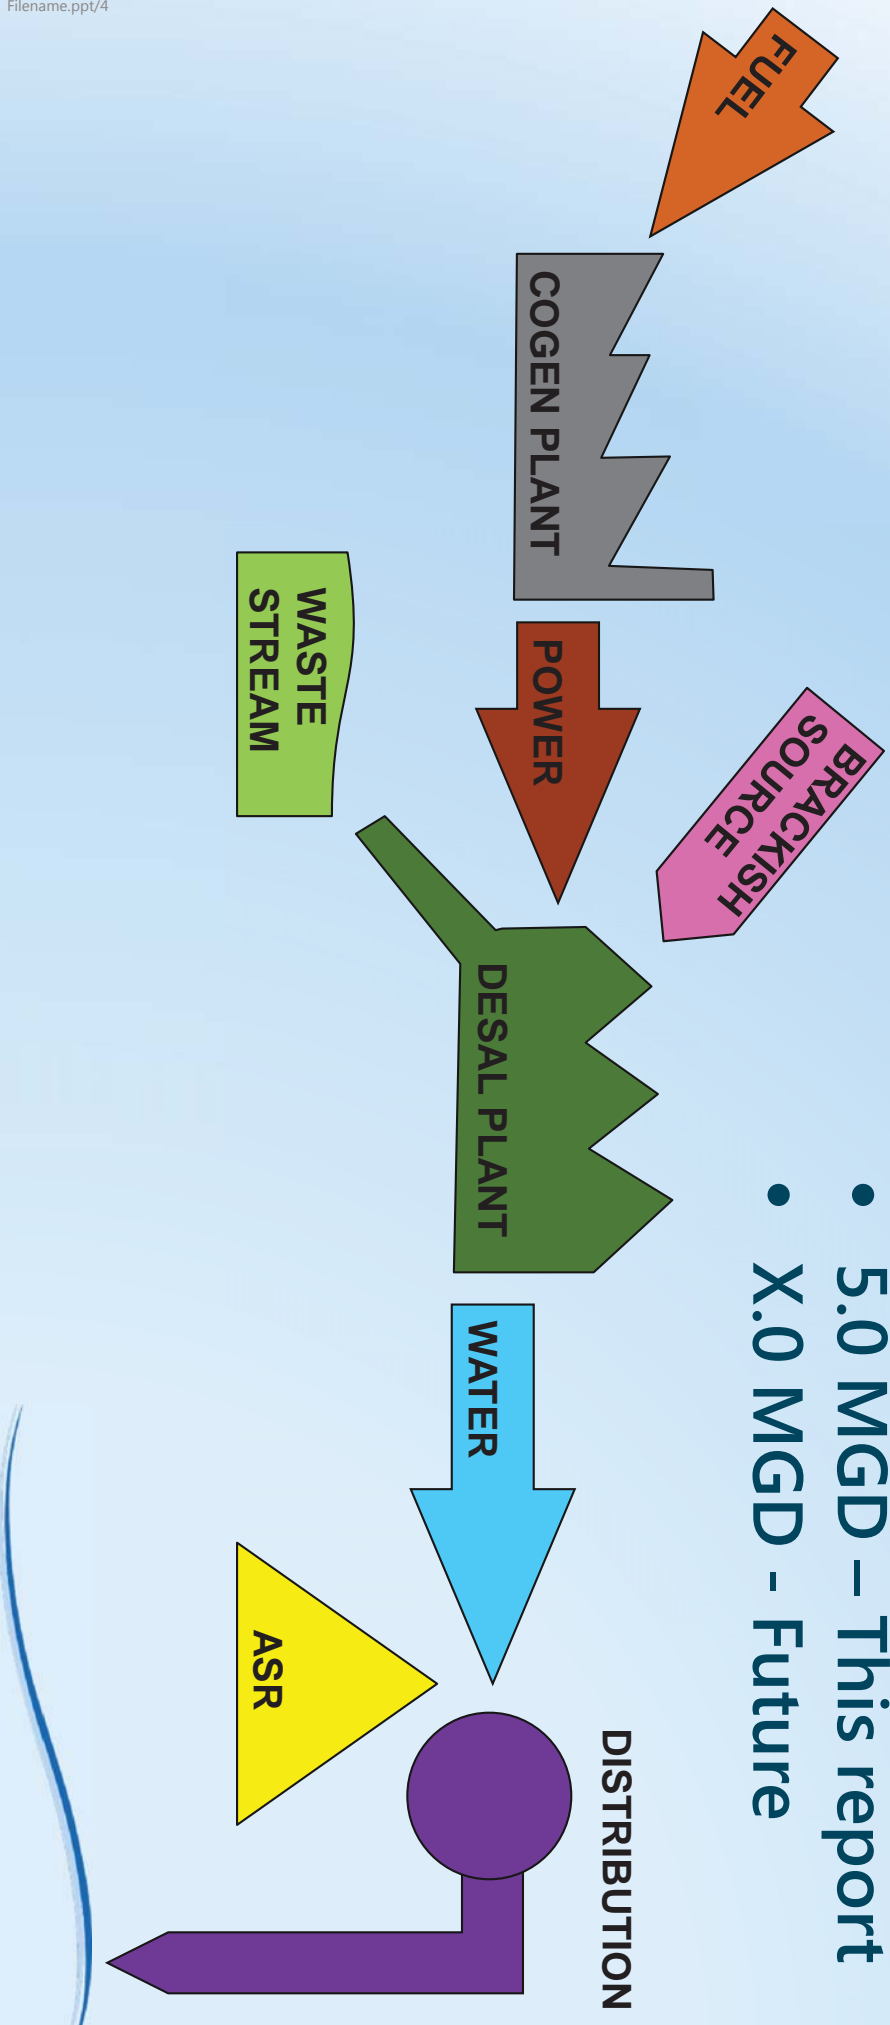 Filename.ppt/4
• 5.0 MGD – This report
• X.0 MGD - Future
FUEL
COGEN PLANT
POWER
BRACKISH
SOURCE
WASTE
STREAM
DESAL PLANT
WATER
ASR
DISTRIBUTION